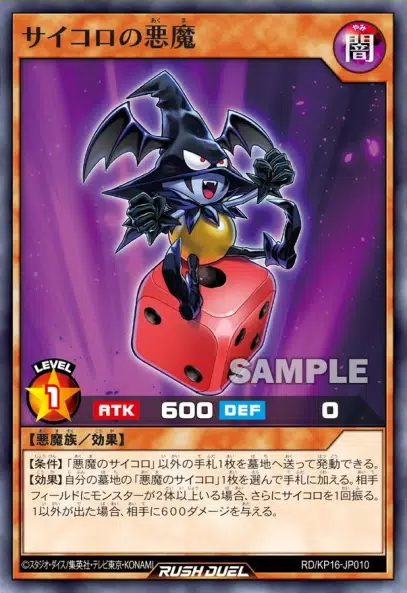 サイコロの悪魔
闇
SAMPLE
LEVEL
1
ATK 600 DEF 0
【悪魔族／効果】
【条件】「悪魔のサイコロ」以外の手札1枚を墓地へ送って発動できる。
【効果】自分の墓地の「悪魔のサイコロ」1枚を選んで手札に加える。相手
フィールドにモンスターが2体以上いる場合、さらにサイコロを1回振る。
1以外が出た場合、相手に600ダメージを与える。
©スタジオ・ダイス/集英社・テレビ東京・KONAMI
RUSH DUEL
RD/KP16-JP010